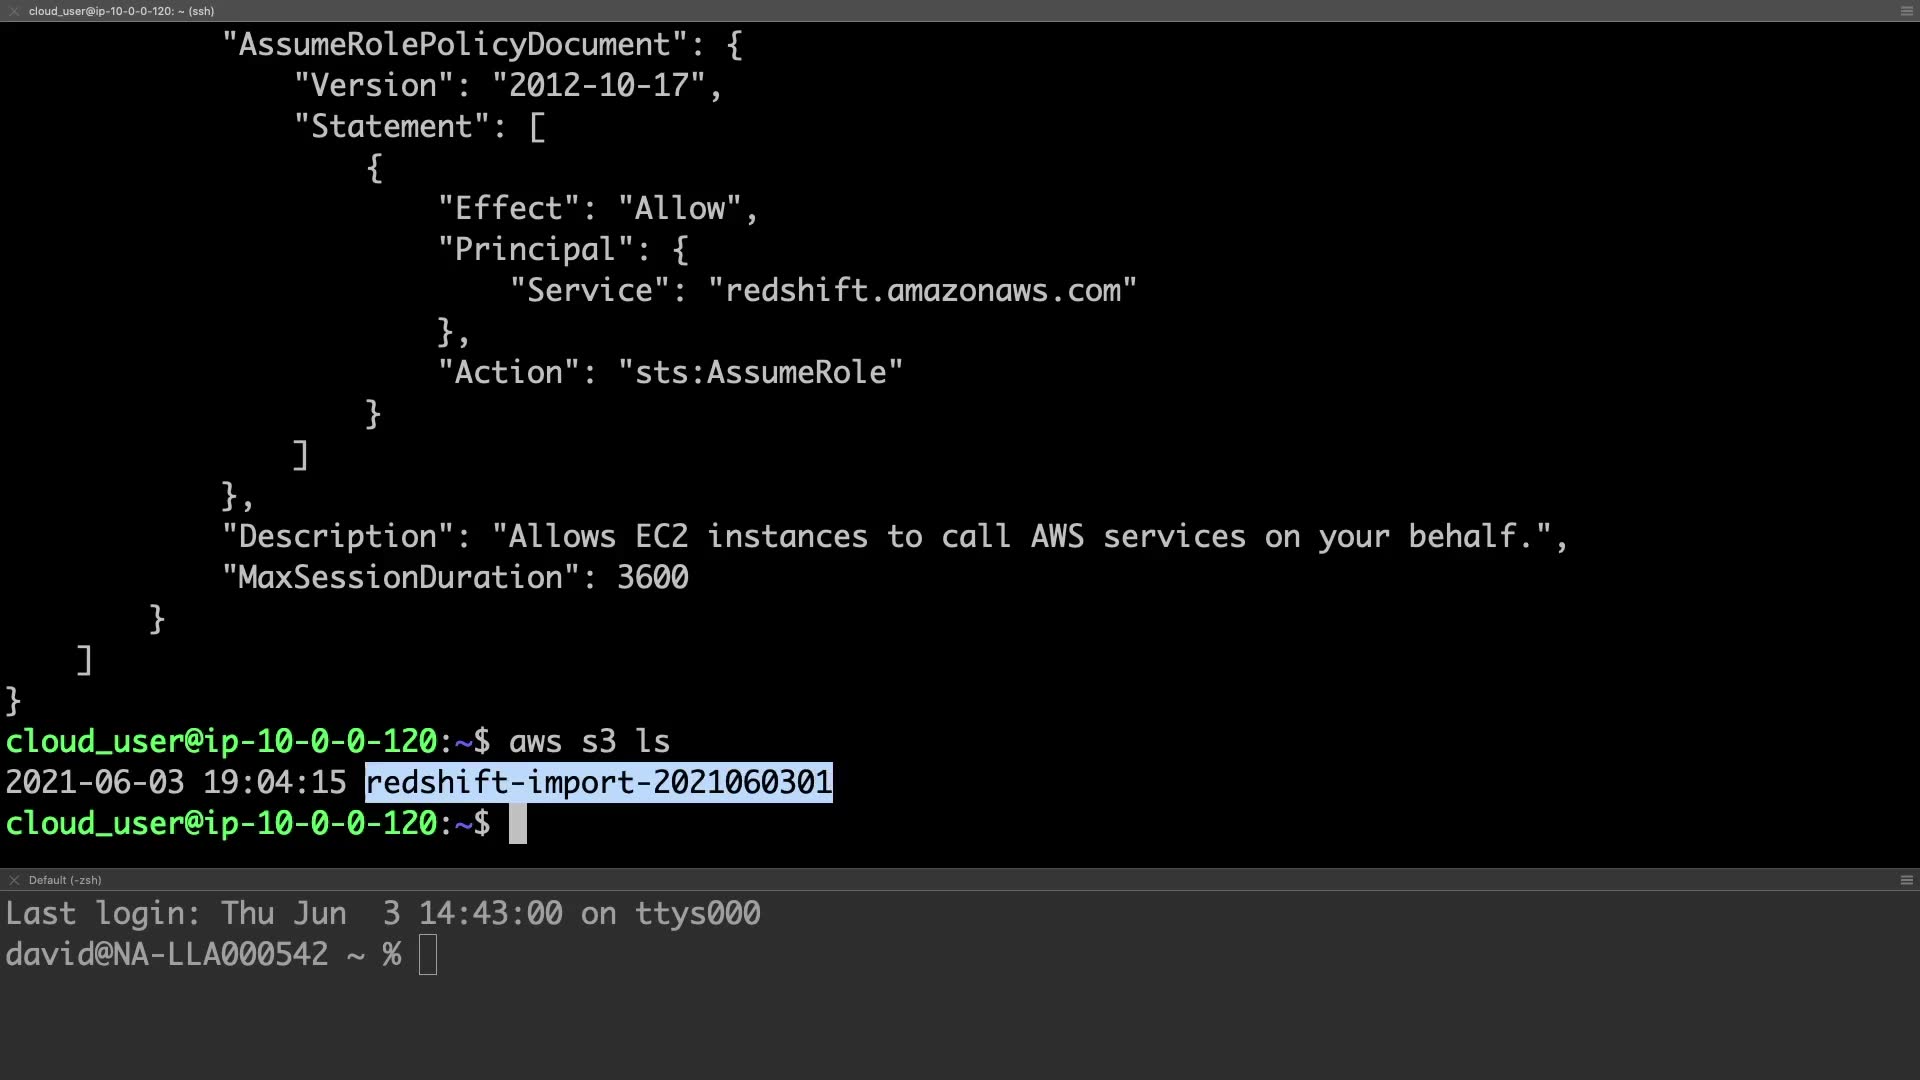 cloud_user@ip-10-0-0-120: ~ (ssh)
"AssumeRolePolicyDocument": {
"Version": "2012-10-17",
"Statement": [
{
"Effect": "Allow",
"Principal": {
"Service": "redshift.amazonaws.com"
},
"Action": "sts:AssumeRole"
}
]
},
"Description": "Allows EC2 instances to call AWS services on your behalf.",
"MaxSessionDuration": 3600
}
]
}
cloud_user@ip-10-0-0-120:~$ aws s3 ls
2021-06-03 19:04:15 redshift-import-2021060301
cloud_user@ip-10-0-0-120:~$
Default (-zsh)
Last login: Thu Jun  3 14:43:00 on ttys000
david@NA-LLA000542 ~ %